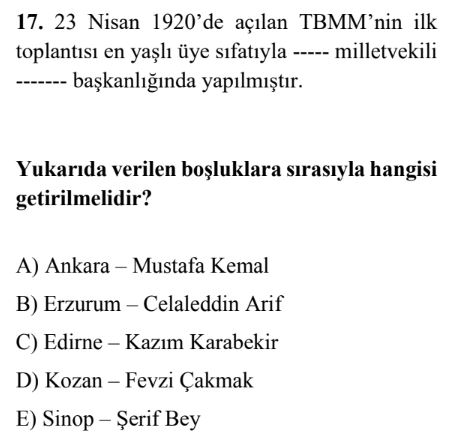 17. 23 Nisan 1920’de açılan TBMM’nin ilk
toplantısı en yaşlı üye sıfatıyla ----- milletvekili
------- başkanlığında yapılmıştır.
Yukarıda verilen boşluklara sırasıyla hangisi
getirilmelidir?
A) Ankara – Mustafa Kemal
B) Erzurum – Celaleddin Arif
C) Edirne – Kazım Karabekir
D) Kozan – Fevzi Çakmak
E) Sinop – Şerif Bey